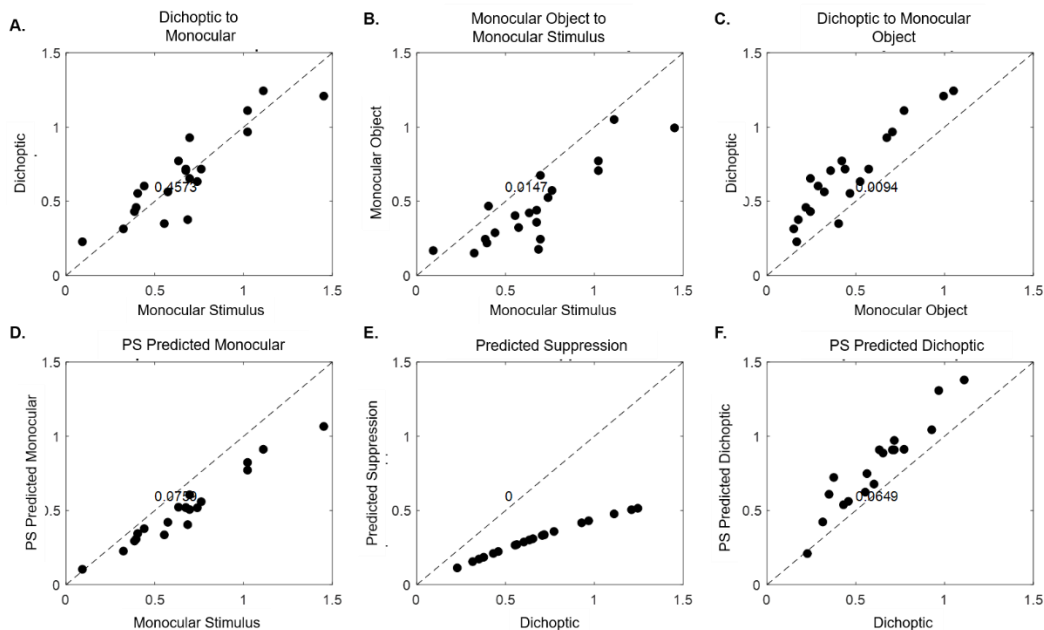 A.
Dichoptic to
Monocular
1.5
1
0.5
0
Dichoptic
0.4573
0
0.5
1
1.5
Monocular Stimulus
B.
Monocular Object to
Monocular Stimulus
1.5
1
0.5
0
Monocular Object
0.0147
0
0.5
1
1.5
Monocular Stimulus
C.
Dichoptic to Monocular
Object
1.5
1
0.5
0
Dichoptic
0.0094
0
0.5
1
1.5
Monocular Object
D.
PS Predicted Monocular
1.5
1
0.5
0
PS Predicted Monocular
0
0.5
1
1.5
Monocular Stimulus
E.
Predicted Suppression
1.5
1
0.5
0
Predicted Suppression
0
0
0.5
1
1.5
Dichoptic
F.
PS Predicted Dichoptic
1.5
1
0.5
0
PS Predicted Dichoptic
0.0649
0
0.5
1
1.5
Dichoptic